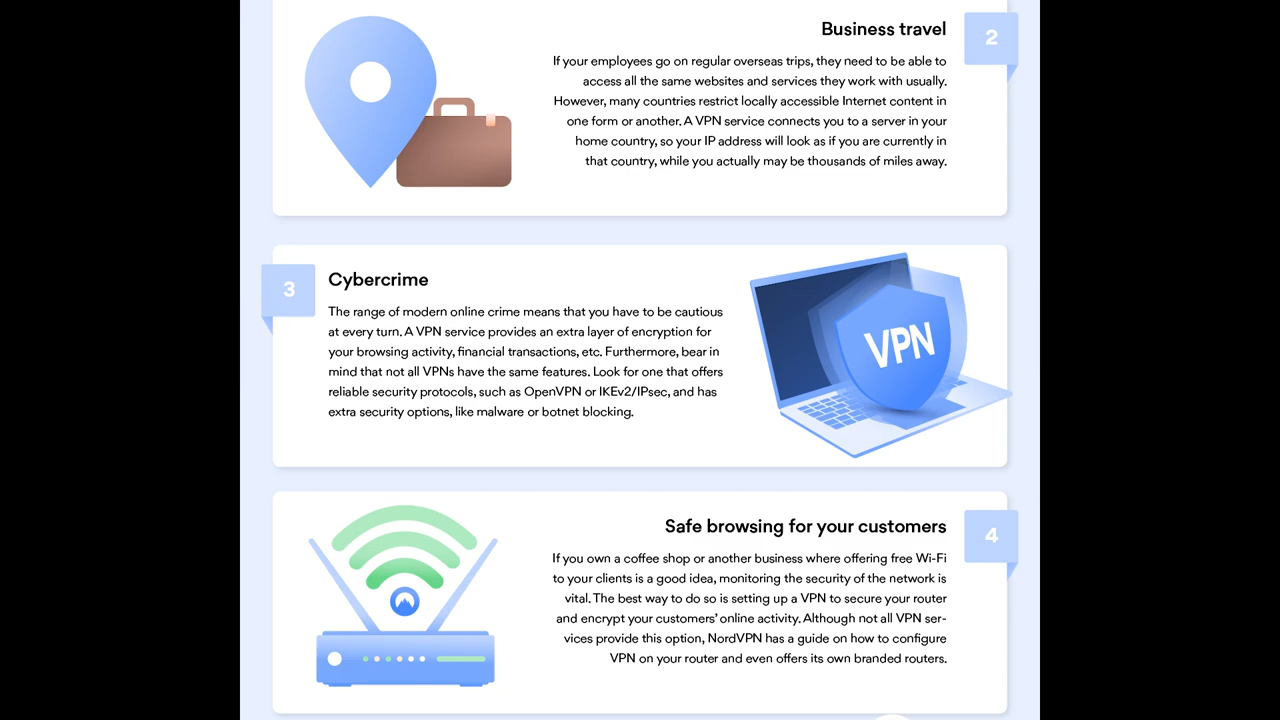 Business travel
2
If your employees go on regular overseas trips, they need to be able to
access all the same websites and services they work with usually.
However, many countries restrict locally accessible Internet content in
one form or another. A VPN service connects you to a server in your
home country, so your IP address will look as if you are currently in
that country, while you actually may be thousands of miles away.
3
Cybercrime
The range of modern online crime means that you have to be cautious
at every turn. A VPN service provides an extra layer of encryption for
your browsing activity, financial transactions, etc. Furthermore, bear in
mind that not all VPNs have the same features. Look for one that offers
reliable security protocols, such as OpenVPN or IKEv2/IPsec, and has
extra security options, like malware or botnet blocking.
VPN
Safe browsing for your customers
4
If you own a coffee shop or another business where offering free Wi-Fi
to your clients is a good idea, monitoring the security of the network is
vital. The best way to do so is setting up a VPN to secure your router
and encrypt your customers' online activity. Although not all VPN ser-
vices provide this option, NordVPN has a guide on how to configure
VPN on your router and even offers its own branded routers.